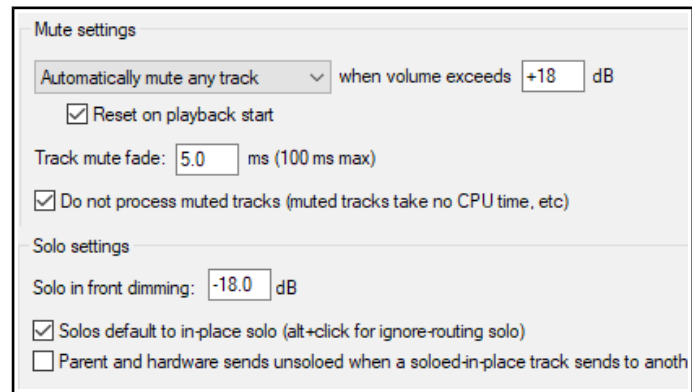 Mute settings
Automatically mute any track when volume exceeds +18 dB
Reset on playback start
Track mute fade: 5.0 ms (100 ms max)
Do not process muted tracks (muted tracks take no CPU time, etc)
Solo settings
Solo in front dimming: -18.0 dB
Solos default to in-place solo (alt+click for ignore-routing solo)
Parent and hardware sends unsoloed when a soloed-in-place track sends to anoth